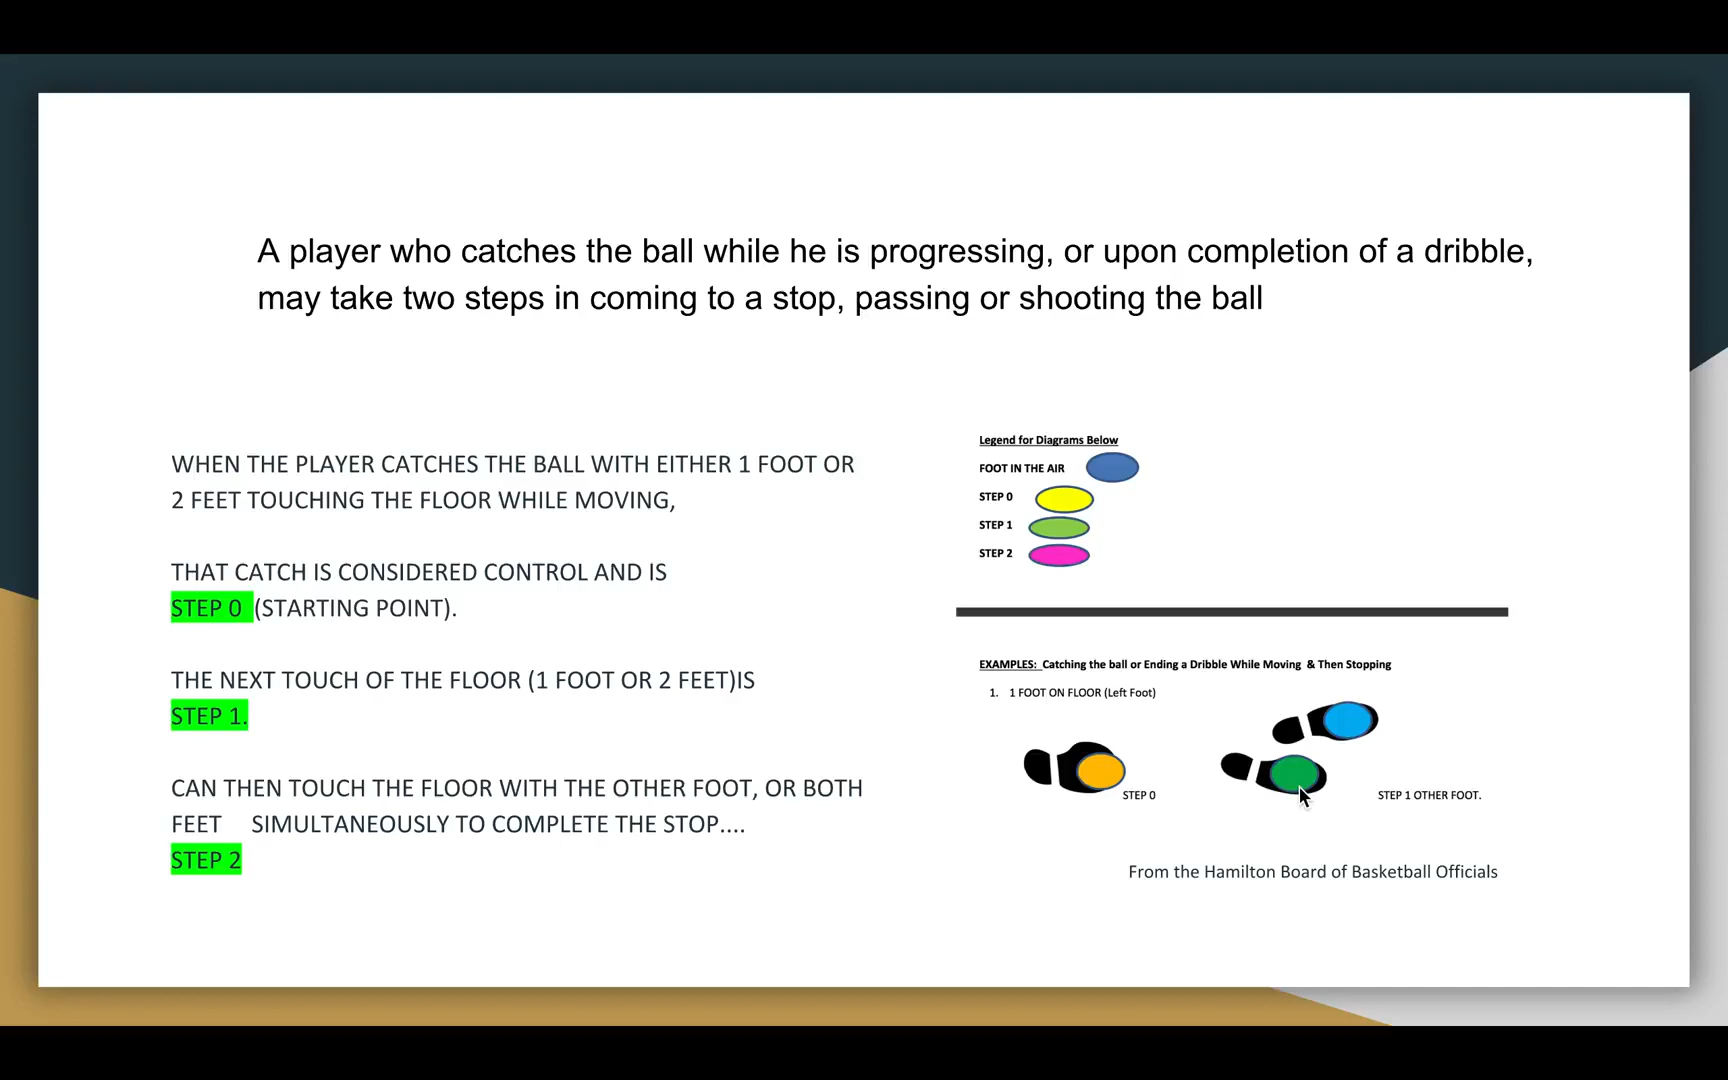 A player who catches the ball while he is progressing, or upon completion of a dribble,
may take two steps in coming to a stop, passing or shooting the ball
WHEN THE PLAYER CATCHES THE BALL WITH EITHER 1 FOOT OR
2 FEET TOUCHING THE FLOOR WHILE MOVING,
THAT CATCH IS CONSIDERED CONTROL AND IS
STEP 0 (STARTING POINT).
THE NEXT TOUCH OF THE FLOOR (1 FOOT OR 2 FEET)IS
STEP 1.
CAN THEN TOUCH THE FLOOR WITH THE OTHER FOOT, OR BOTH
FEET SIMULTANEOUSLY TO COMPLETE THE STOP....
STEP 2
Legend for Diagrams Below
FOOT IN THE AIR
STEP 0
STEP 1
STEP 2
EXAMPLES: Catching the ball or Ending a Dribble While Moving & Then Stopping
1. 1 FOOT ON FLOOR (Left Foot)
STEP 0
STEP 1 OTHER FOOT.
From the Hamilton Board of Basketball Officials